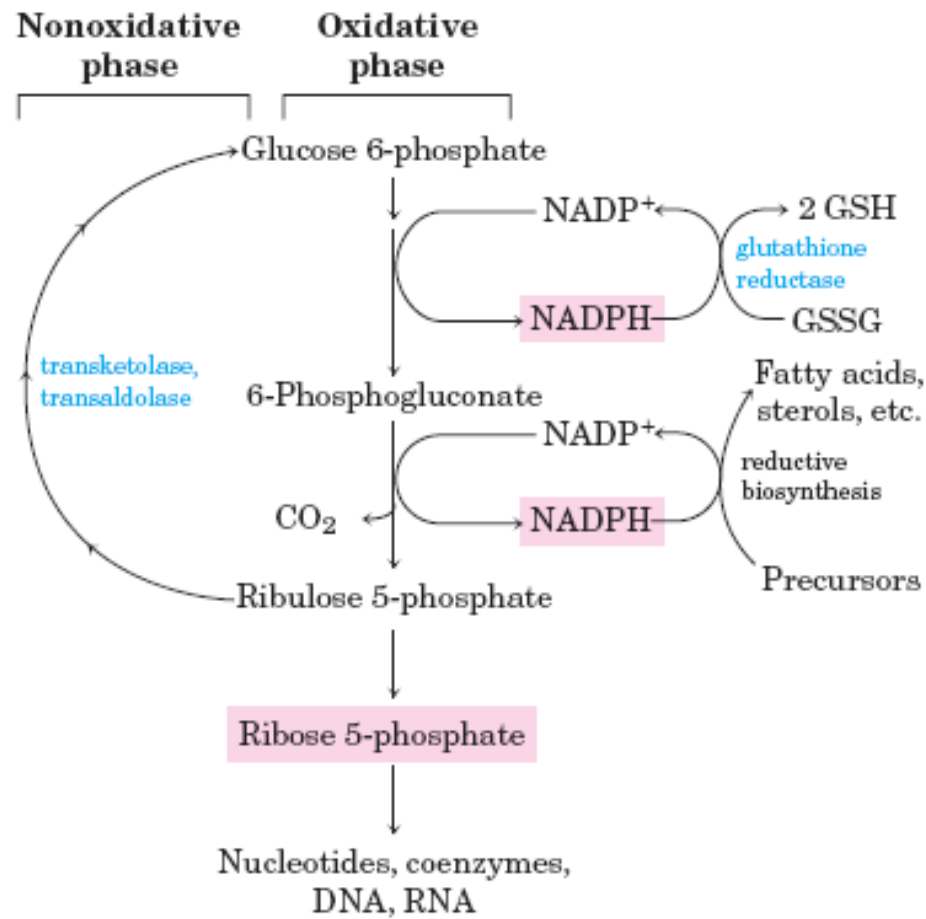 Nonoxidative
phase
Oxidative
phase
Glucose 6-phosphate
NADP+
2 GSH
glutathione
reductase
NADPH
GSSG
transketolase,
transaldolase
6-Phosphogluconate
Fatty acids,
sterols, etc.
NADP+
reductive
biosynthesis
CO2
NADPH
Precursors
Ribulose 5-phosphate
Ribose 5-phosphate
Nucleotides, coenzymes,
DNA, RNA